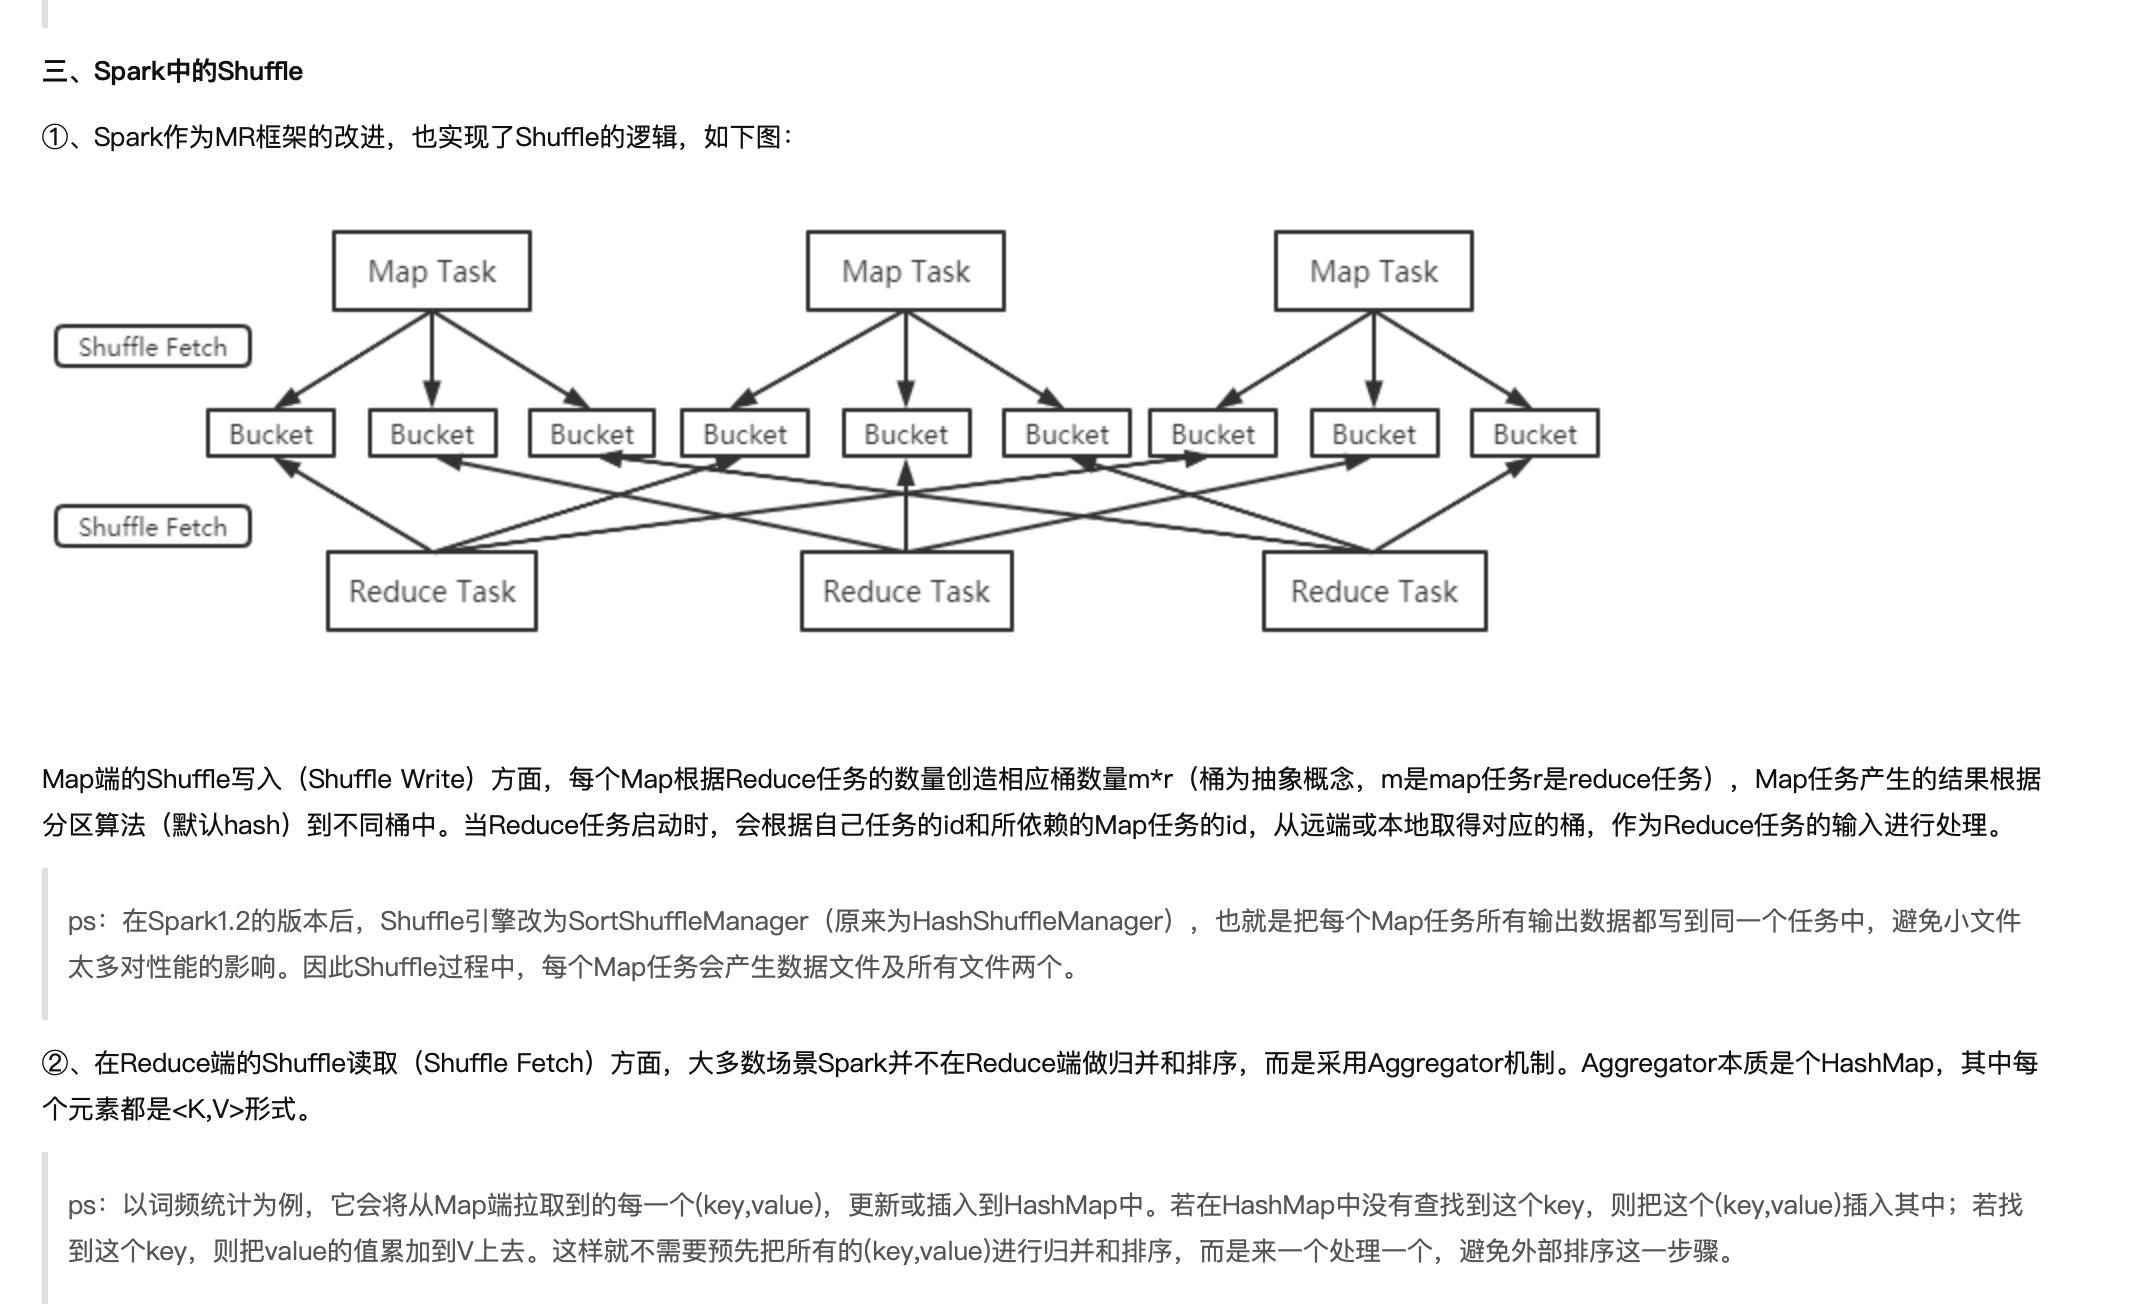 三、Spark中的Shuffle
①、Spark作为MR框架的改进，也实现了Shuffle的逻辑，如下图：
Map Task Map Task Map Task
Shuffle Fetch
Bucket Bucket Bucket Bucket Bucket Bucket Bucket Bucket Bucket
Shuffle Fetch
Reduce Task Reduce Task Reduce Task
Map端的Shuffle写入（Shuffle Write）方面，每个Map根据Reduce任务的数量创造相应桶数量m*r（桶为抽象概念，m是map任务r是reduce任务），Map任务产生的结果根据
分区算法（默认hash）到不同桶中。当Reduce任务启动时，会根据自己任务的id和所依赖的Map任务的id，从远端或本地取得对应的桶，作为Reduce任务的输入进行处理。
ps：在Spark1.2的版本后，Shuffle引擎改为SortShuffleManager（原来为HashShuffleManager），也就是把每个Map任务所有输出数据都写到同一个任务中，避免小文件
太多对性能的影响。因此Shuffle过程中，每个Map任务会产生数据文件及所有文件两个。
②、在Reduce端的Shuffle读取（Shuffle Fetch）方面，大多数场景Spark并不在Reduce端做归并和排序，而是采用Aggregator机制。Aggregator本质是个HashMap，其中每
个元素都是<K,V>形式。
ps：以词频统计为例，它会将从Map端拉取到的每一个(key,value)，更新或插入到HashMap中。若在HashMap中没有查找到这个key，则把这个(key,value)插入其中；若找
到这个key，则把value的值累加到V上去。这样就不需要预先把所有的(key,value)进行归并和排序，而是来一个处理一个，避免外部排序这一步骤。